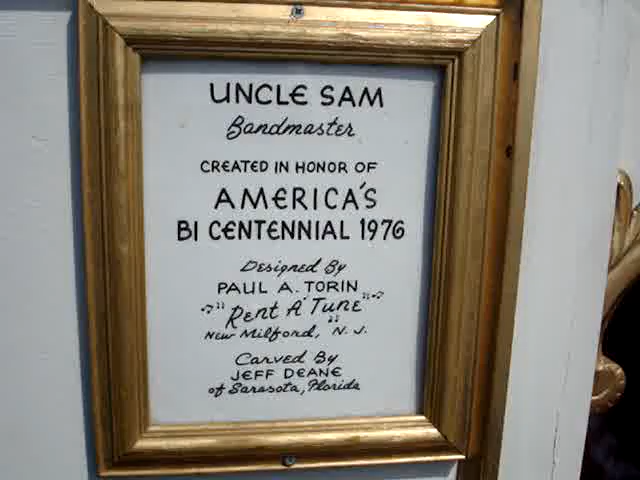 UNCLE SAM
Bandmaster
CREATED IN HONOR OF
AMERICA'S
BI CENTENNIAL 1976
Designed By
PAUL A. TORIN
♫" Rent A' Tune "♫
New Milford, N. J.
Carved By
JEFF DEANE
of Sarasota, Florida